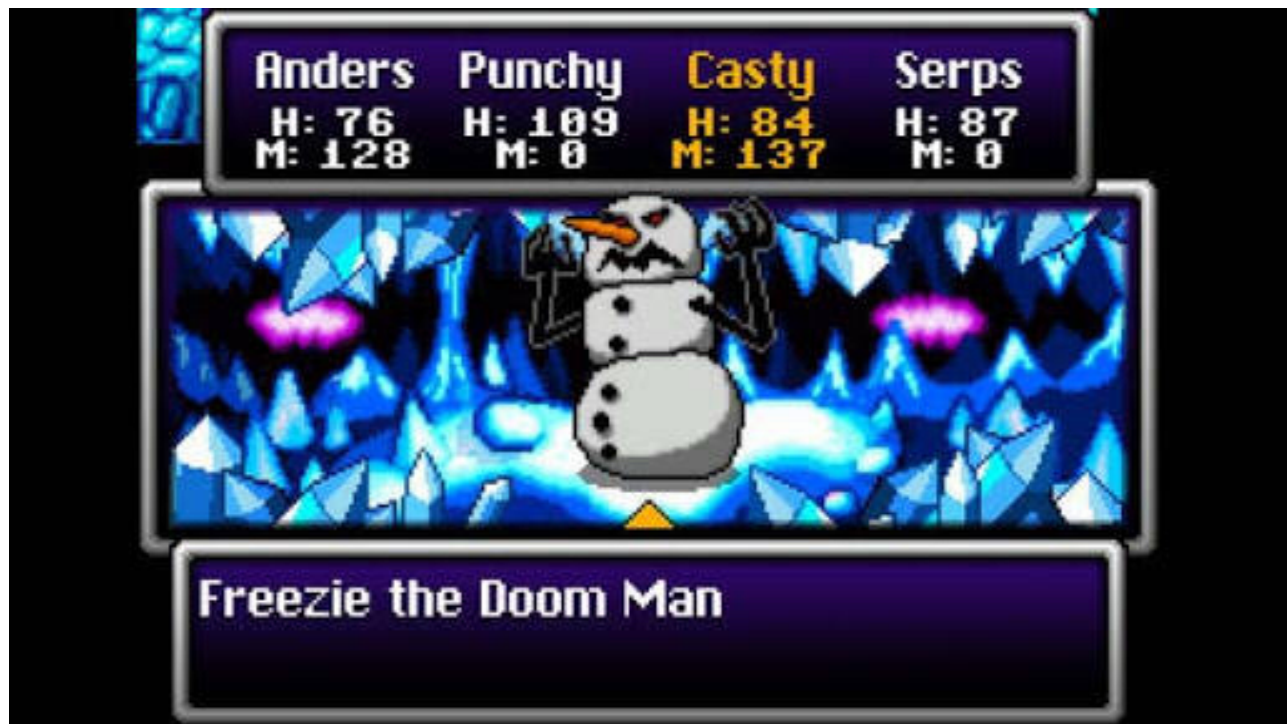 Anders Punchy Casty Serps
H: 76 H: 109 H: 84 H: 87
M: 128 M: 0 M: 137 M: 0
Freezie the Doom Man